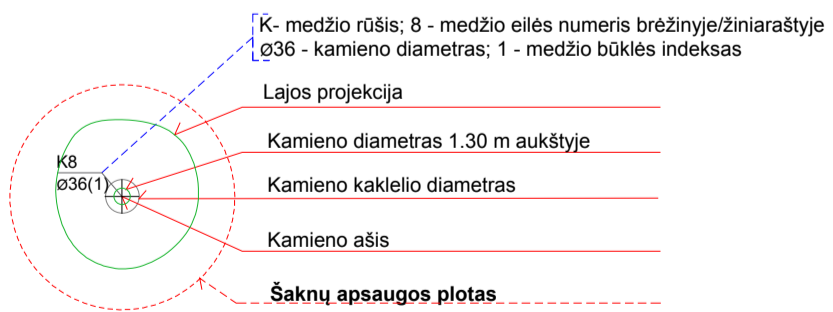 K- medžio rūšis; 8 - medžio eilės numeris brėžinyje/žiniaraštyje
ø36 - kamieno diametras; 1 - medžio būklės indeksas
Lajos projekcija
Kamieno diametras 1.30 m aukštyje
K8
ø36(1)
Kamieno kaklelio diametras
Kamieno ašis
Šaknų apsaugos plotas